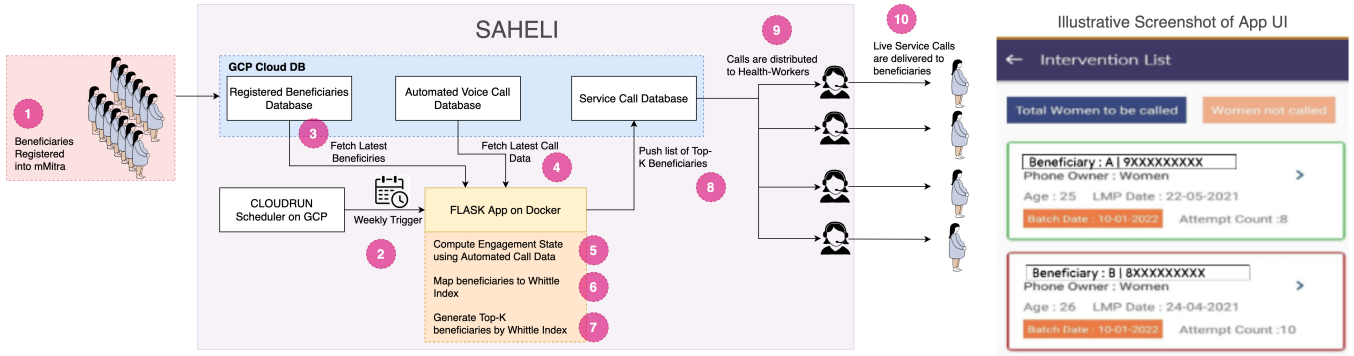 SAHELI
1
Beneficiaries
Registered
into mMitra
GCP Cloud DB
Registered Beneficiaries
Database
Automated Voice Call
Database
Service Call Database
3
Fetch Latest
Beneficiries
Fetch Latest Call
Data
4
Push list of Top-
K Beneficiaries
8
CLOUDRUN
Scheduler on GCP
Weekly Trigger
2
FLASK App on Docker
Compute Engagement State
using Automated Call Data
5
Map beneficiaries to Whittle
Index
6
Generate Top-K
beneficiaries by Whittle Index
7
9
Calls are distributed
to Health-Workers
10
Live Service Calls
are delivered to
beneficiaries
Illustrative Screenshot of App UI
Intervention List
Total Women to be called
Women not called
Beneficiary : A | 9XXXXXXXXX
Phone Owner : Women
Age : 25 LMP Date : 22-05-2021
Batch Date : 10-01-2022 Attempt Count :8
Beneficiary : B | 8XXXXXXXXX
Phone Owner : Women
Age : 26 LMP Date : 24-04-2021
Batch Date : 10-01-2022 Attempt Count :10